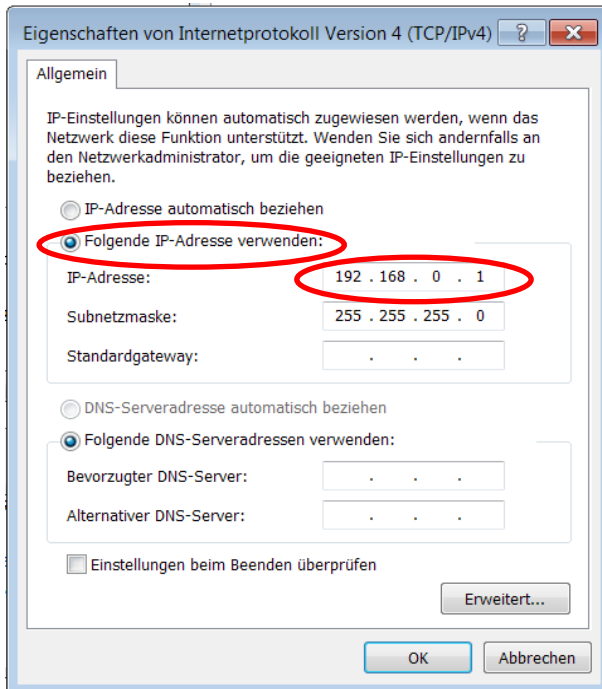 Eigenschaften von Internetprotokoll Version 4 (TCP/IPv4) ?
Allgemein
IP-Einstellungen können automatisch zugewiesen werden, wenn das
Netzwerk diese Funktion unterstützt. Wenden Sie sich andernfalls an
den Netzwerkadministrator, um die geeigneten IP-Einstellungen zu
beziehen.
IP-Adresse automatisch beziehen
Folgende IP-Adresse verwenden:
IP-Adresse: 192 . 168 . 0 . 1
Subnetzmaske: 255 . 255 . 255 . 0
Standardgateway: . . .
DNS-Serveradresse automatisch beziehen
Folgende DNS-Serveradressen verwenden:
Bevorzugter DNS-Server: . . .
Alternativer DNS-Server: . . .
Einstellungen beim Beenden überprüfen
Erweitert...
OK Abbrechen